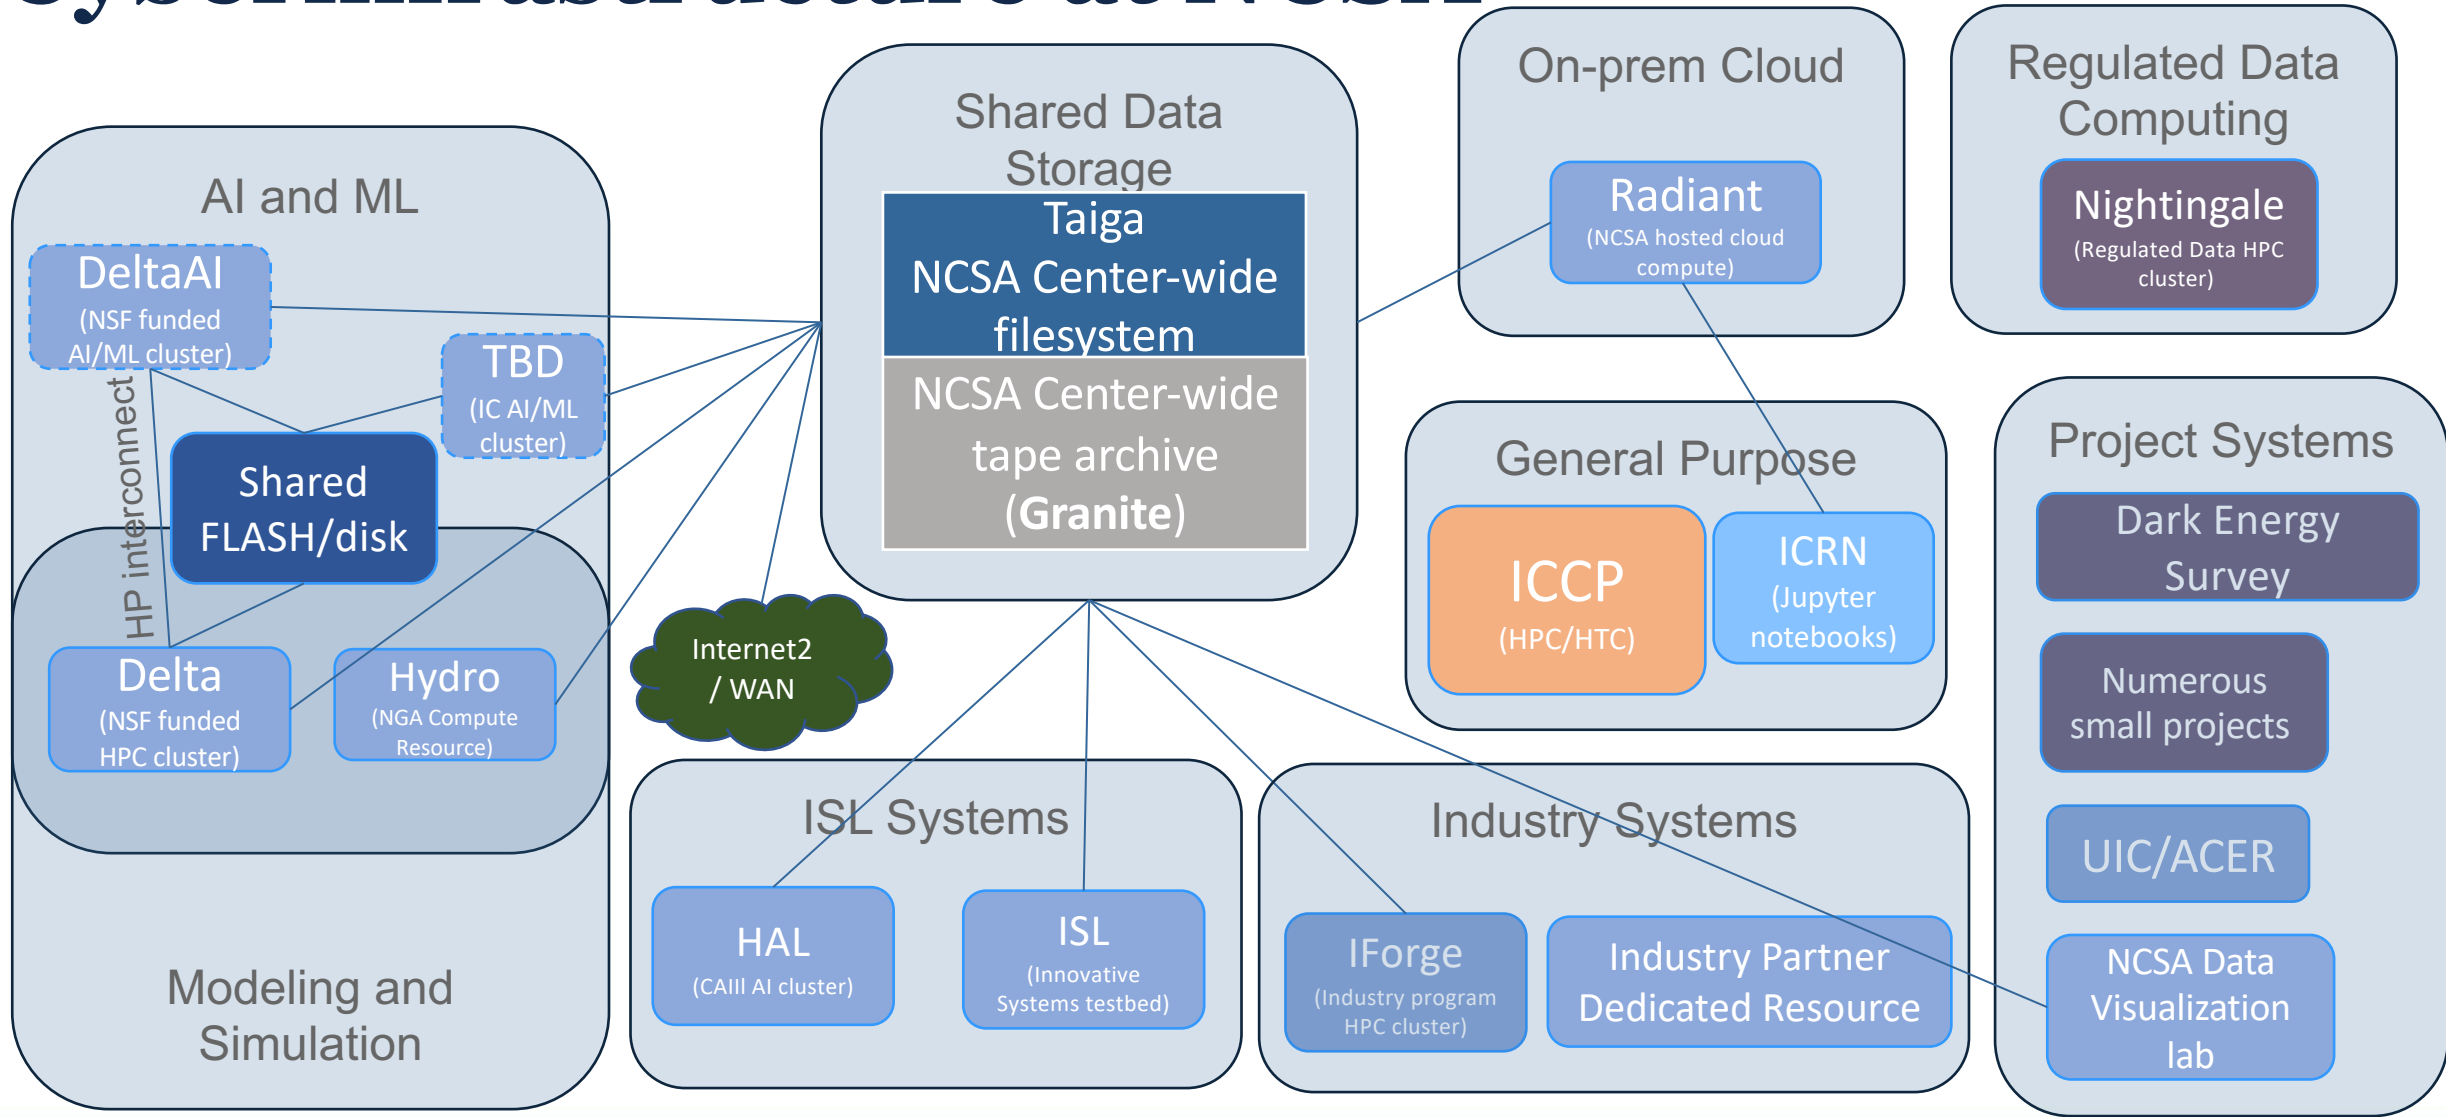 Cyberinfrastructure at NCSA
AI and ML
DeltaAI
(NSF funded
AI/ML cluster)
TBD
(IC AI/ML
cluster)
HP interconnect
Shared
FLASH/disk
Delta
(NSF funded
HPC cluster)
Hydro
(NGA Compute
Resource)
Modeling and
Simulation
Shared Data
Storage
Taiga
NCSA Center-wide
filesystem
NCSA Center-wide
tape archive
(Granite)
Internet2
/ WAN
On-prem Cloud
Radiant
(NCSA hosted cloud
compute)
Regulated Data
Computing
Nightingale
(Regulated Data HPC
cluster)
General Purpose
ICCP
(HPC/HTC)
ICRN
(Jupyter
notebooks)
ISL Systems
HAL
(CAIIl AI cluster)
ISL
(Innovative
Systems testbed)
Industry Systems
IForge
(Industry program
HPC cluster)
Industry Partner
Dedicated Resource
Project Systems
Dark Energy
Survey
Numerous
small projects
UIC/ACER
NCSA Data
Visualization
lab